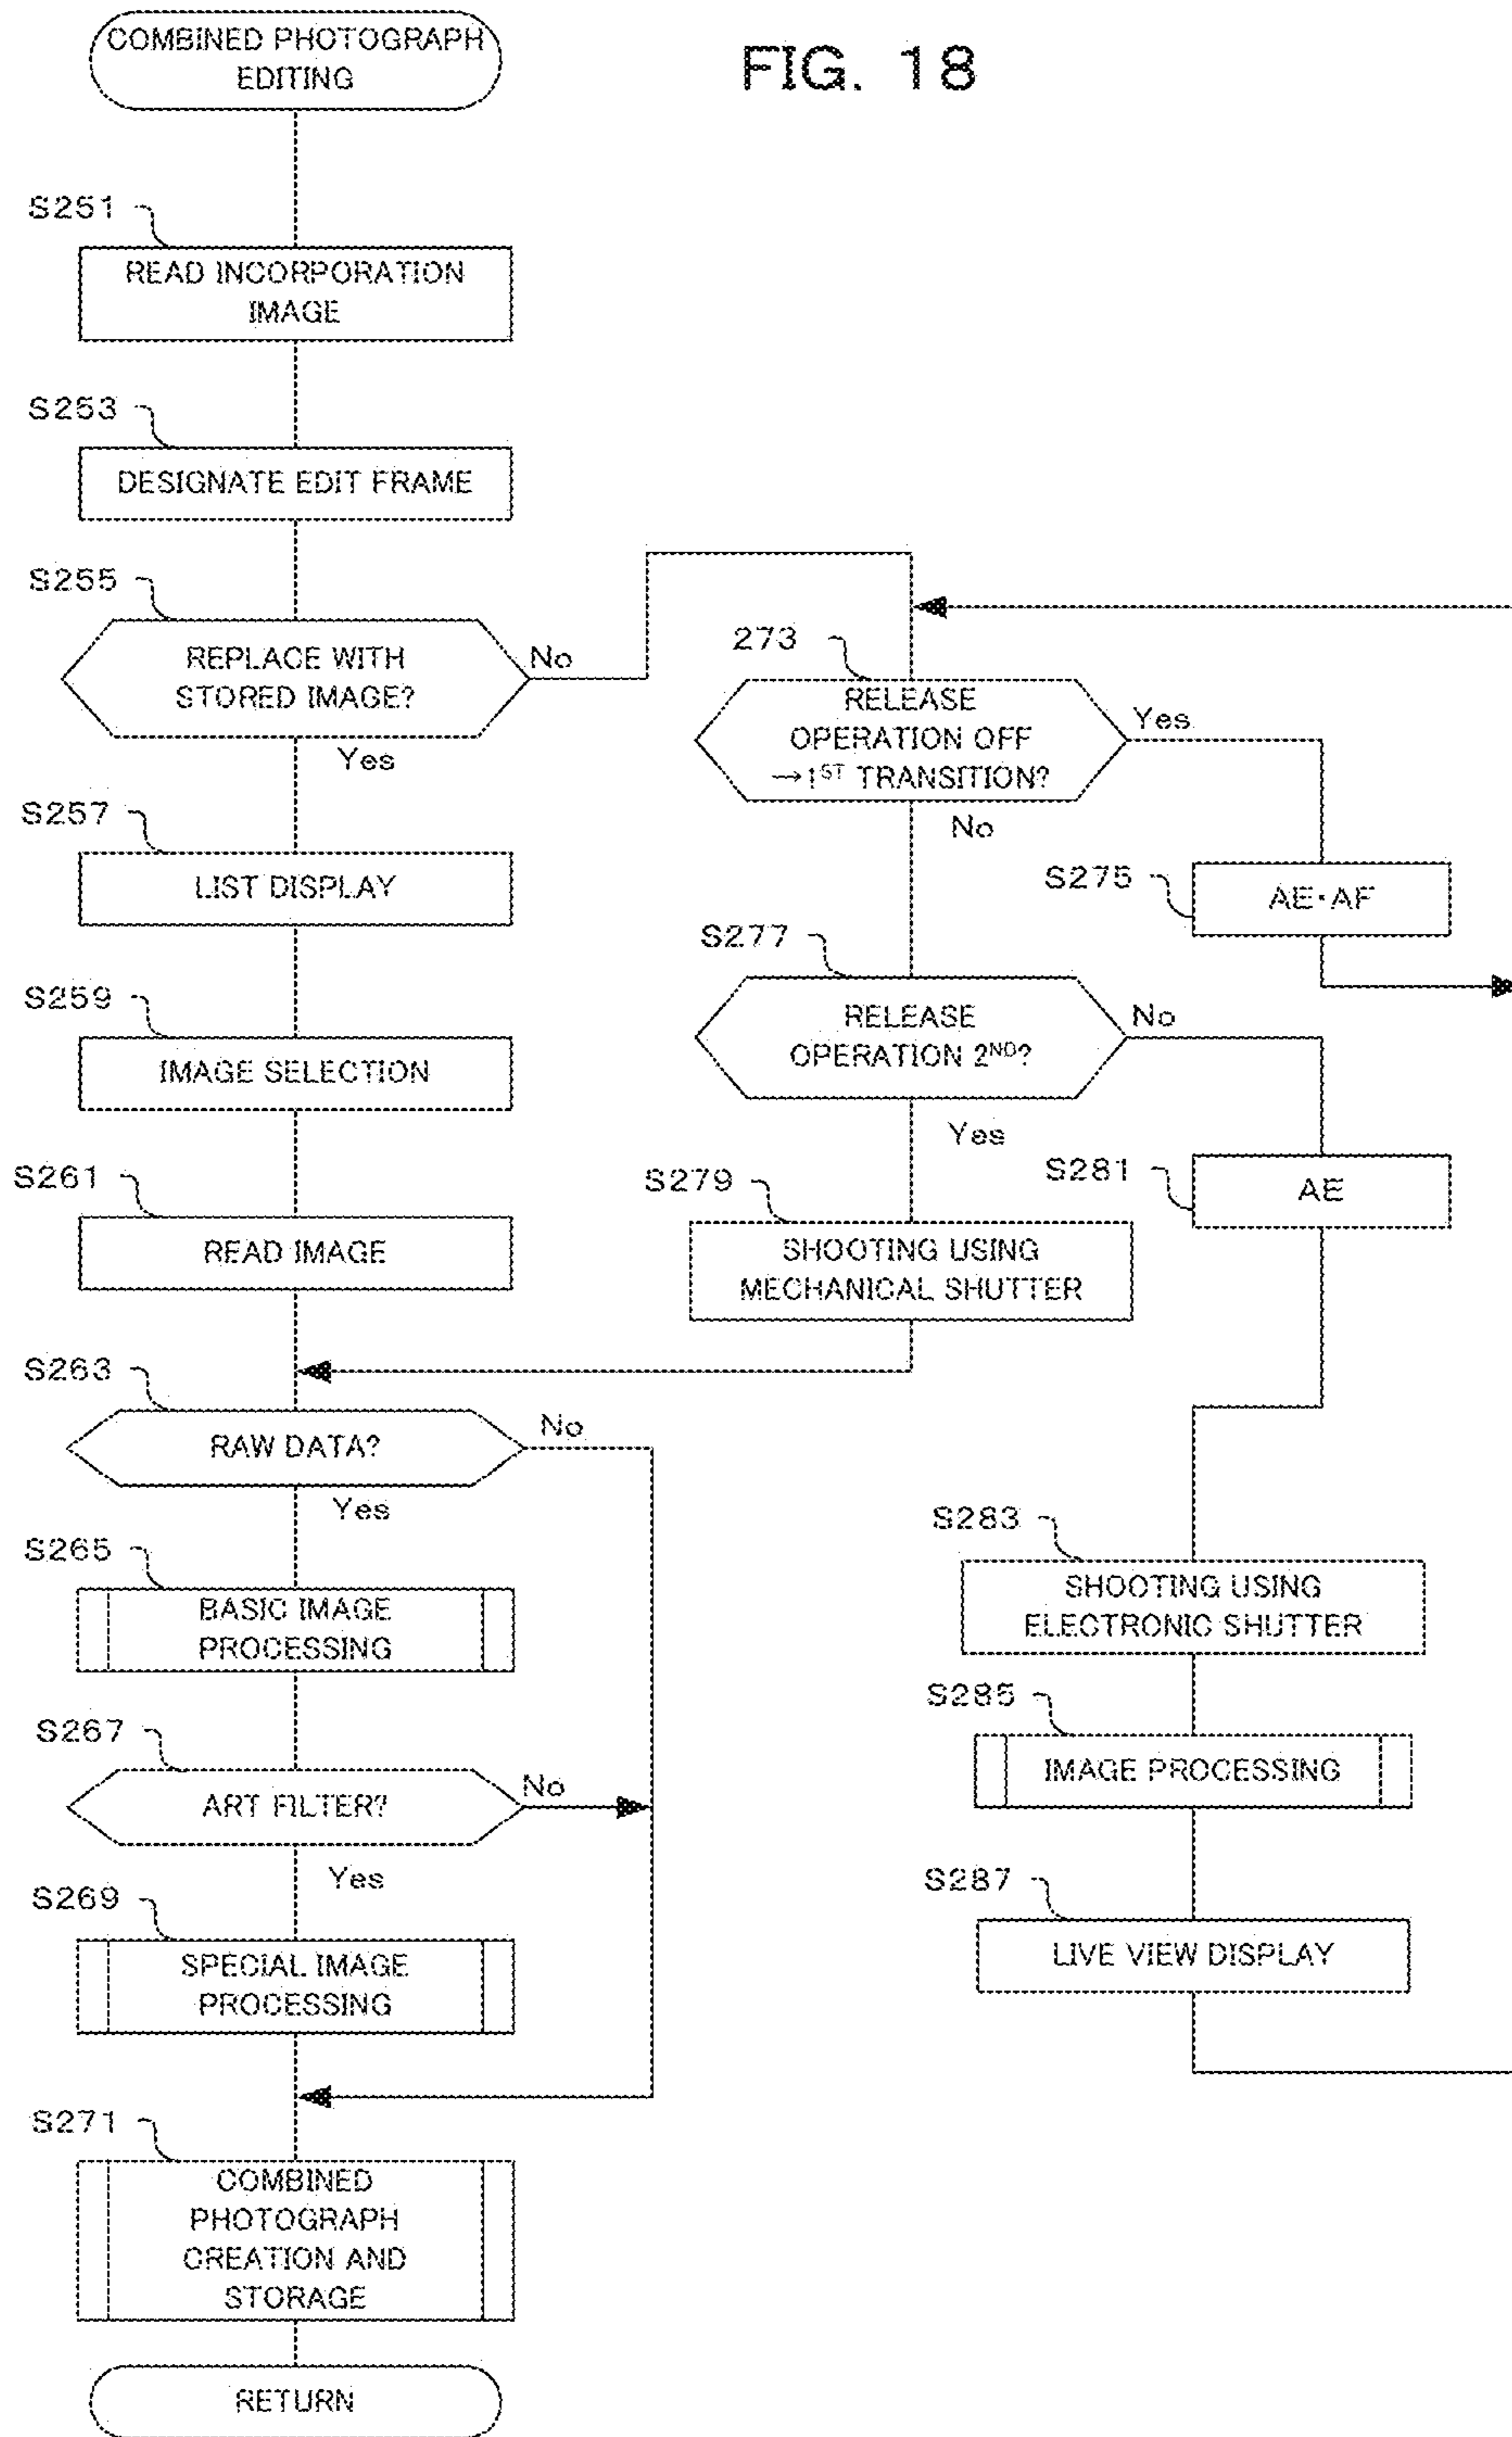 COMBINED PHOTOGRAPH
EDITING
FIG. 18
S251
READ INCORPORATION
IMAGE
S253
DESIGNATE EDIT FRAME
S255
REPLACE WITH
STORED IMAGE?
No
Yes
S257
LIST DISPLAY
S259
IMAGE SELECTION
S261
READ IMAGE
S263
RAW DATA?
No
Yes
S265
BASIC IMAGE
PROCESSING
S267
ART FILTER?
No
Yes
S269
SPECIAL IMAGE
PROCESSING
S271
COMBINED
PHOTOGRAPH
CREATION AND
STORAGE
RETURN
273
RELEASE
OPERATION OFF
→1ST TRANSITION?
Yes
No
S275
AE·AF
S277
RELEASE
OPERATION 2ND?
No
Yes
S279
SHOOTING USING
MECHANICAL SHUTTER
S281
AE
S283
SHOOTING USING
ELECTRONIC SHUTTER
S285
IMAGE PROCESSING
S287
LIVE VIEW DISPLAY